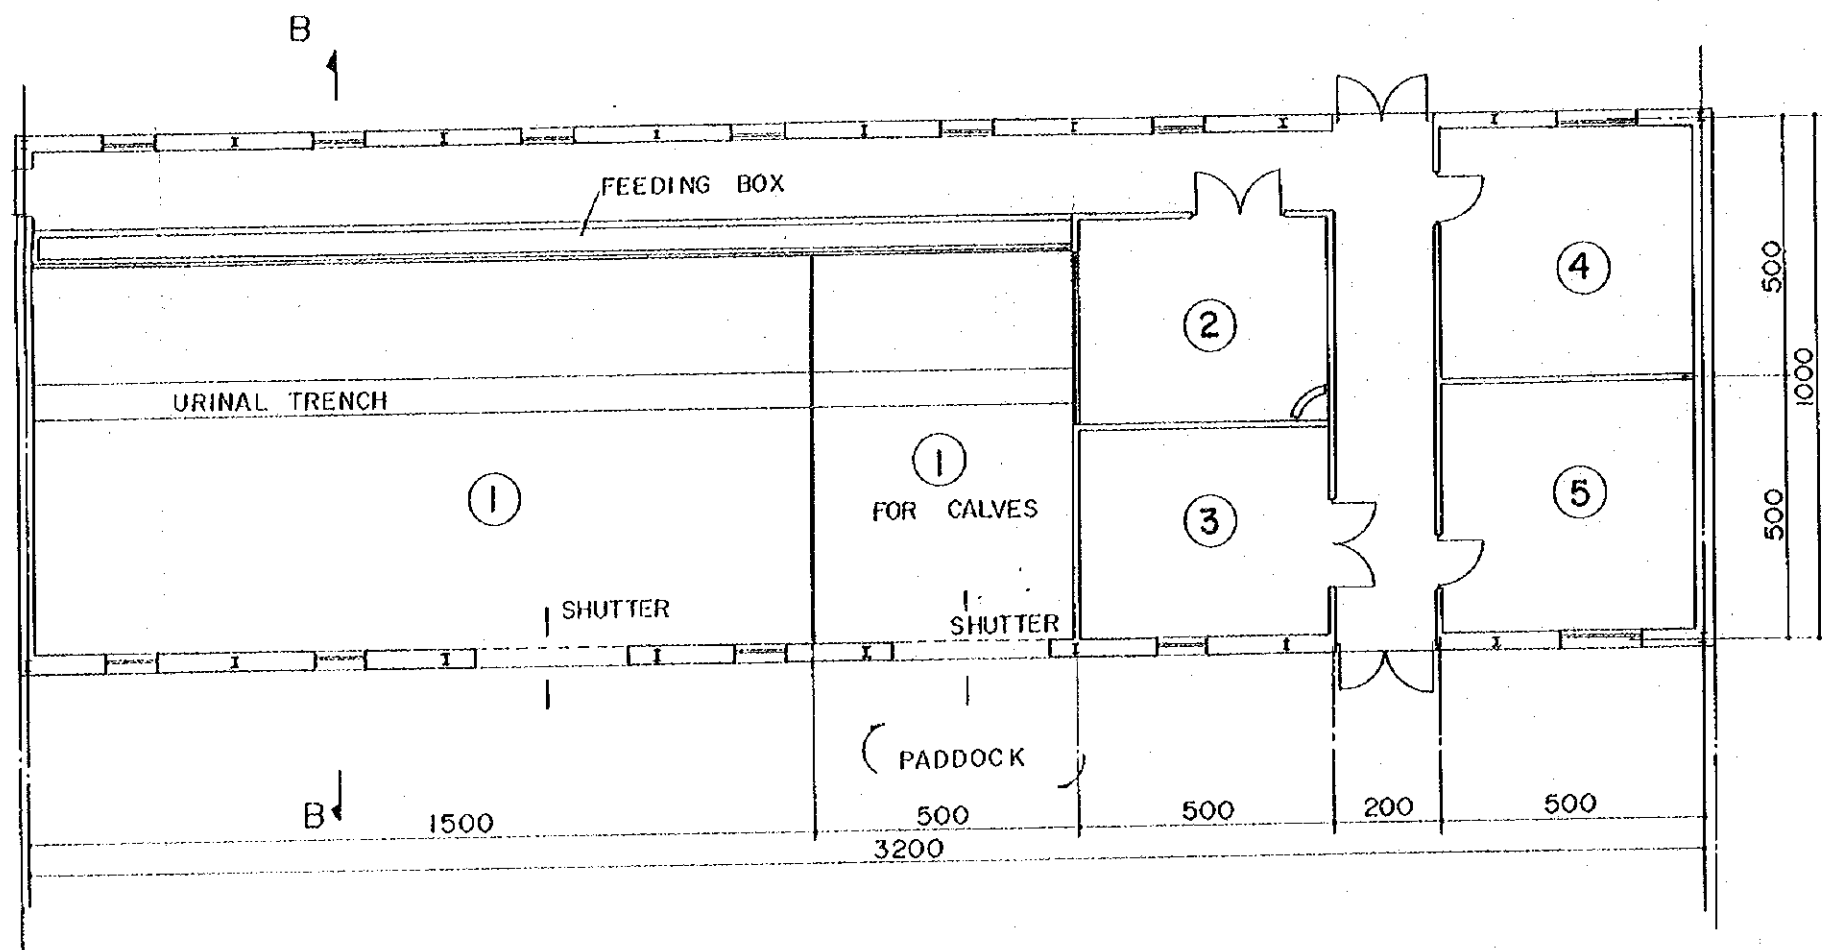 B
FEEDING BOX
4
500
2
1000
URINAL TRENCH
1
1
FOR CALVES
3
5
500
SHUTTER
SHUTTER
PADDOCK
B
1500
500
500
200
500
3200